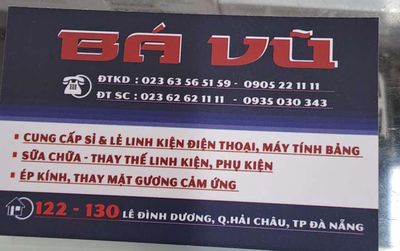 BÁ VŨ
ĐTKD : 023 63 56 51 59 - 0905 22 11 11
ĐT SC : 023 62 62 11 11 - 0935 030 343
CUNG CẤP SỈ & LẺ LINH KIỆN ĐIỆN THOẠI, MÁY TÍNH BẢNG
SỬA CHỮA - THAY THẾ LINH KIỆN, PHỤ KIỆN
ÉP KÍNH, THAY MẶT GƯƠNG CẢM ỨNG
122 - 130 LÊ ĐÌNH DƯƠNG, Q.HẢI CHÂU, TP ĐÀ NẴNG